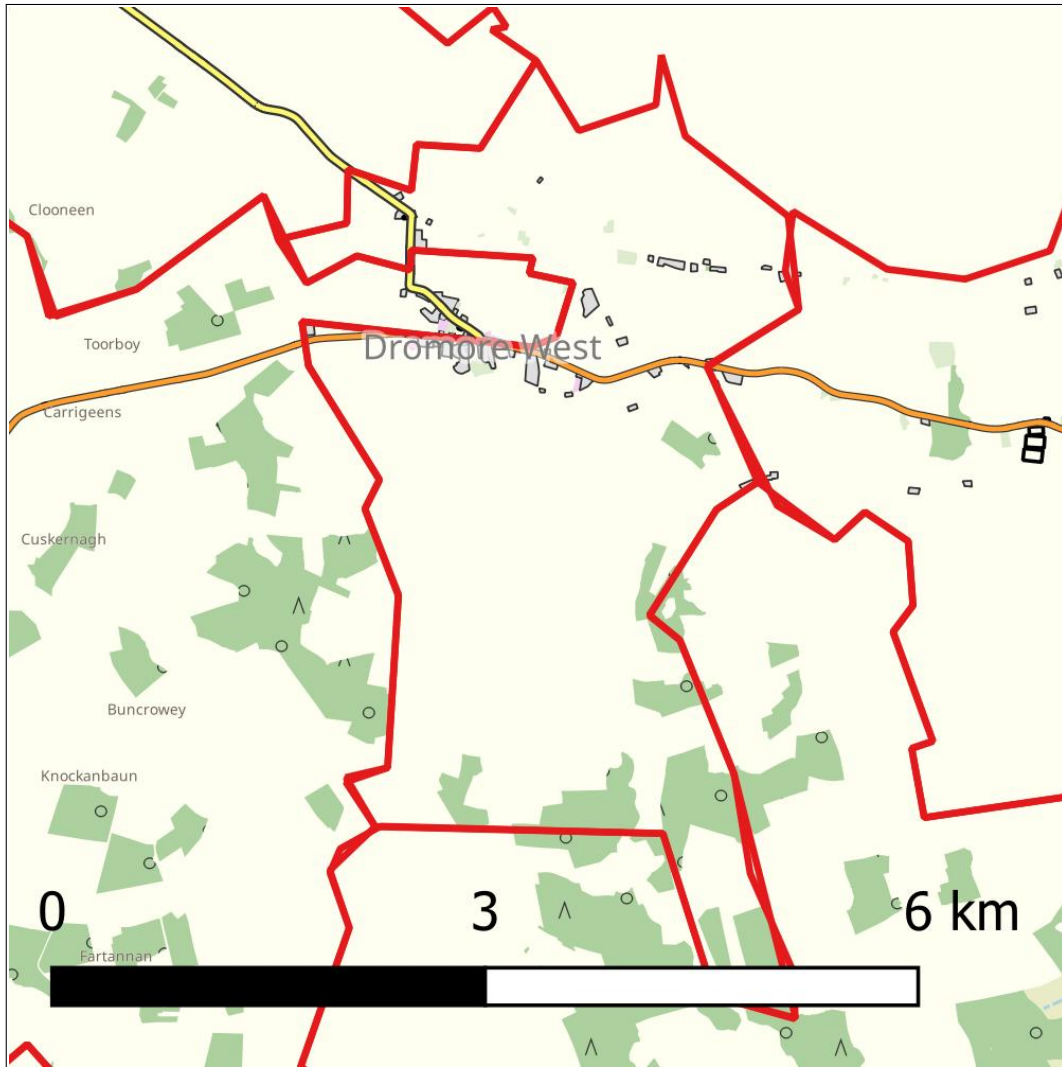 Clooneen
Toorboy
Dromore West
Carrigeens
Cuskernagh
Buncrowey
Knockanbaun
0 3 6 km
Fartannan